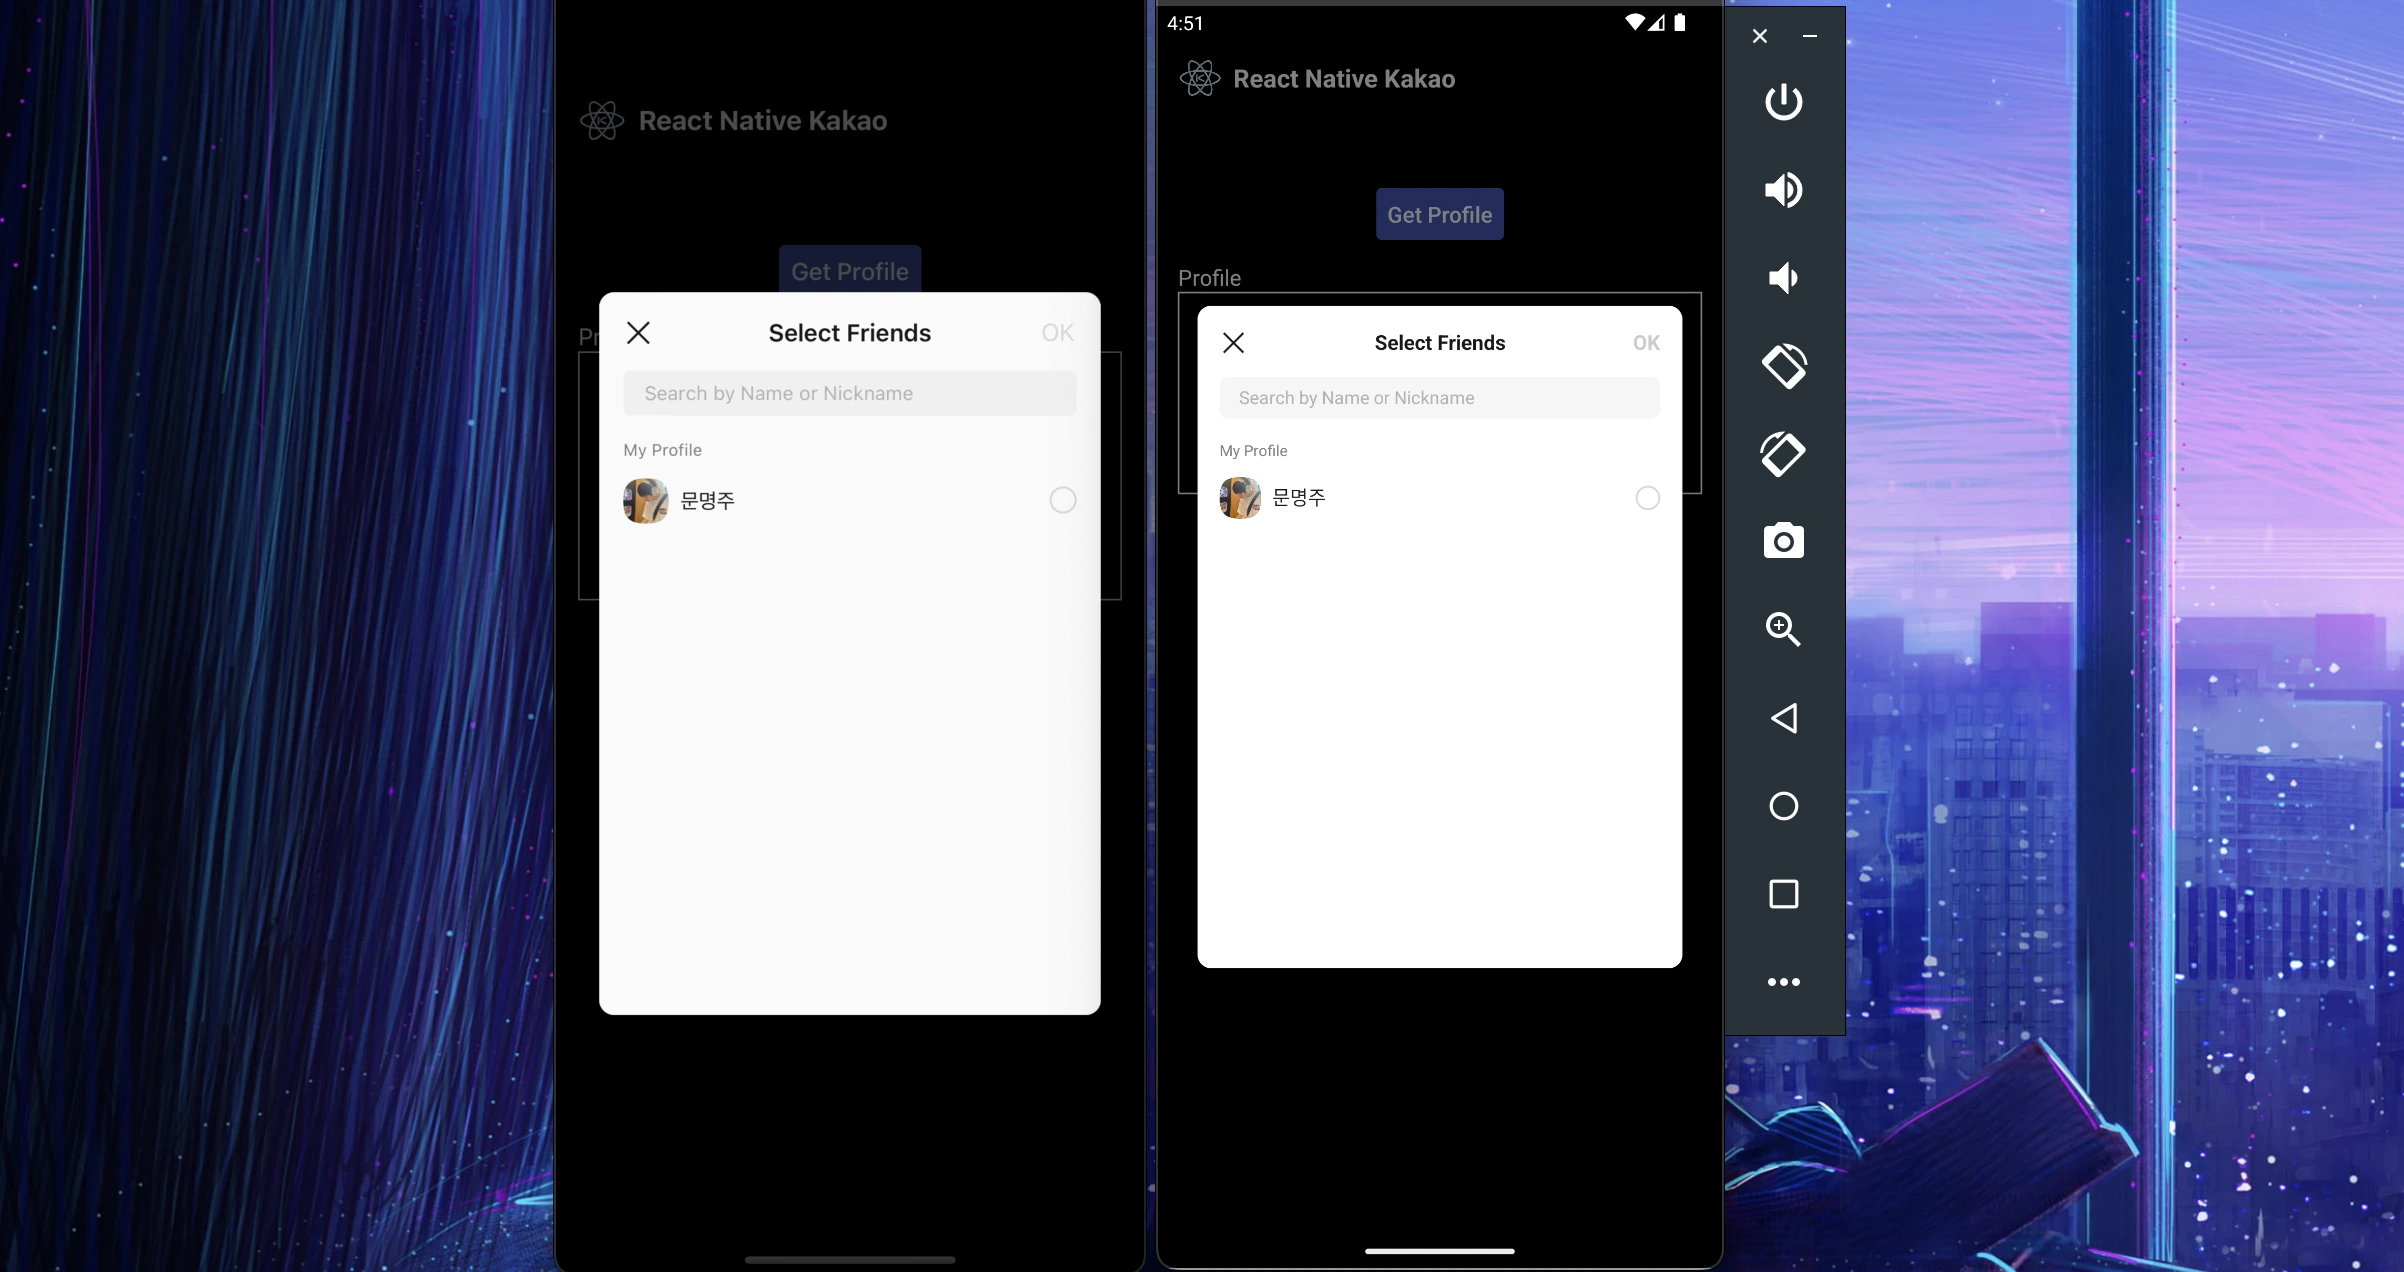 React Native Kakao
Get Profile
Pr
Select Friends
OK
Search by Name or Nickname
My Profile
문명주
4:51
React Native Kakao
Get Profile
Profile
Select Friends
OK
Search by Name or Nickname
My Profile
문명주